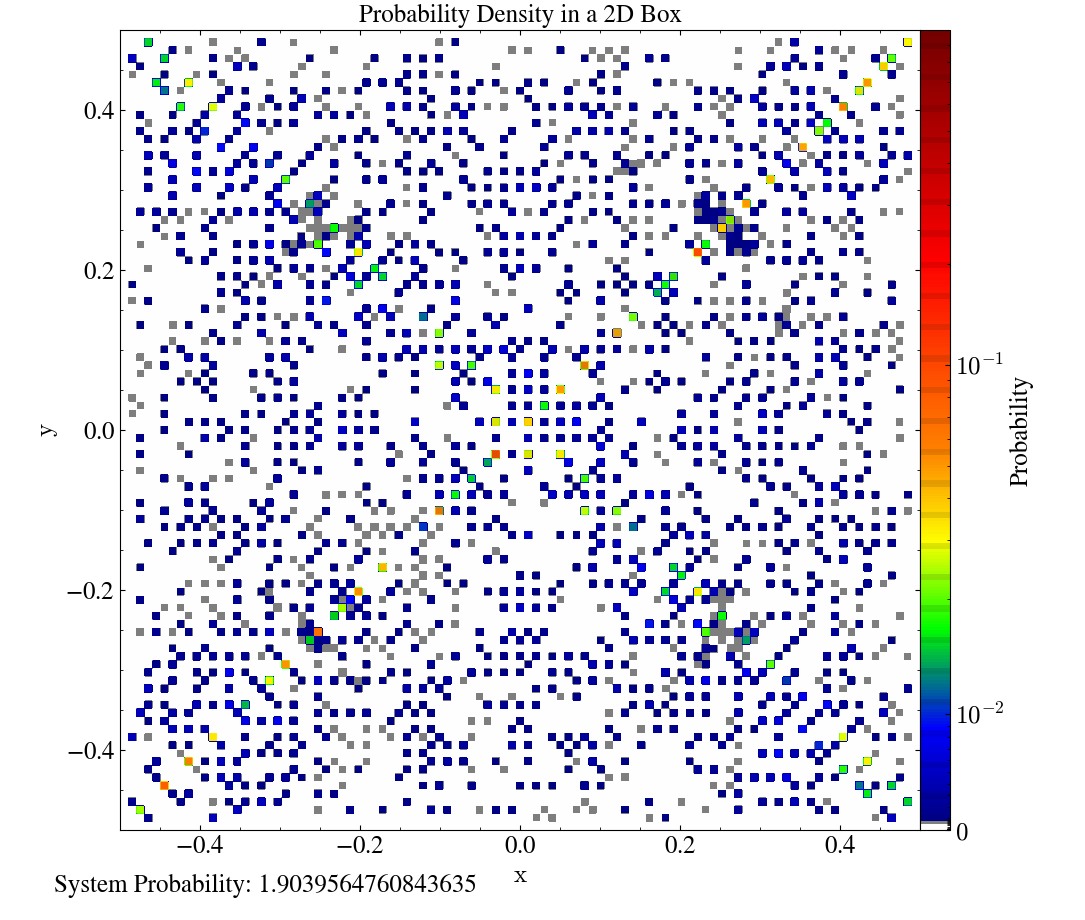 Probability Density in a 2D Box
0.4
0.2
0.0
−0.2
−0.4
y
−0.4 −0.2 0.0 0.2 0.4
x
10−1
10−2
0
Probability
System Probability: 1.9039564760843635